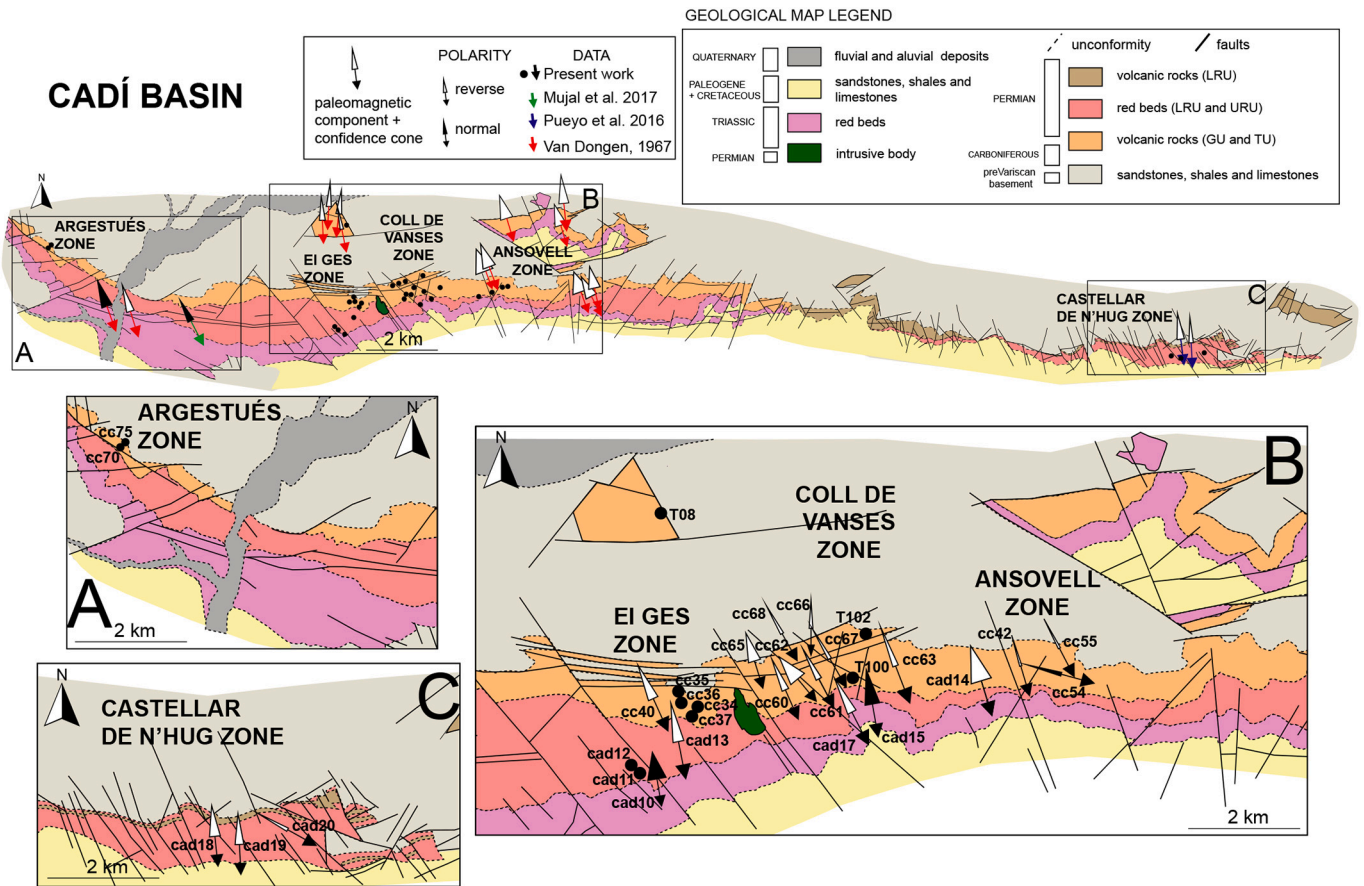 GEOLOGICAL MAP LEGEND
CADÍ BASIN
POLARITY
DATA
paleomagnetic
component +
confidence cone
reverse
normal
Present work
Mujal et al. 2017
Pueyo et al. 2016
Van Dongen, 1967
QUATERNARY
fluvial and aluvial deposits
PALEOGENE
+ CRETACEOUS
sandstones, shales and
limestones
TRIASSIC
red beds
PERMIAN
intrusive body
unconformity
faults
volcanic rocks (LRU)
PERMIAN
red beds (LRU and URU)
volcanic rocks (GU and TU)
CARBONIFEROUS
preVariscan
basement
sandstones, shales and limestones
N
ARGESTUÉS
ZONE
A
EI GES
ZONE
COLL DE
VANSES
ZONE
ANSOVELL
ZONE
B
2 km
CASTELLAR
DE N'HUG ZONE
C
ARGESTUÉS
ZONE
N
cc75
cc70
A
2 km
N
C
CASTELLAR
DE N'HUG ZONE
cad18
cad19
cad20
2 km
N
B
T08
COLL DE
VANSES
ZONE
ANSOVELL
ZONE
EI GES
ZONE
cc68
cc66
T102
cc65
cc62
cc67
cc63
cc42
cc55
cc35
cc36
cc34
cc37
cc40
cc60
cc61
T100
cad14
cc54
cad13
cad12
cad11
cad10
cad17
cad15
2 km